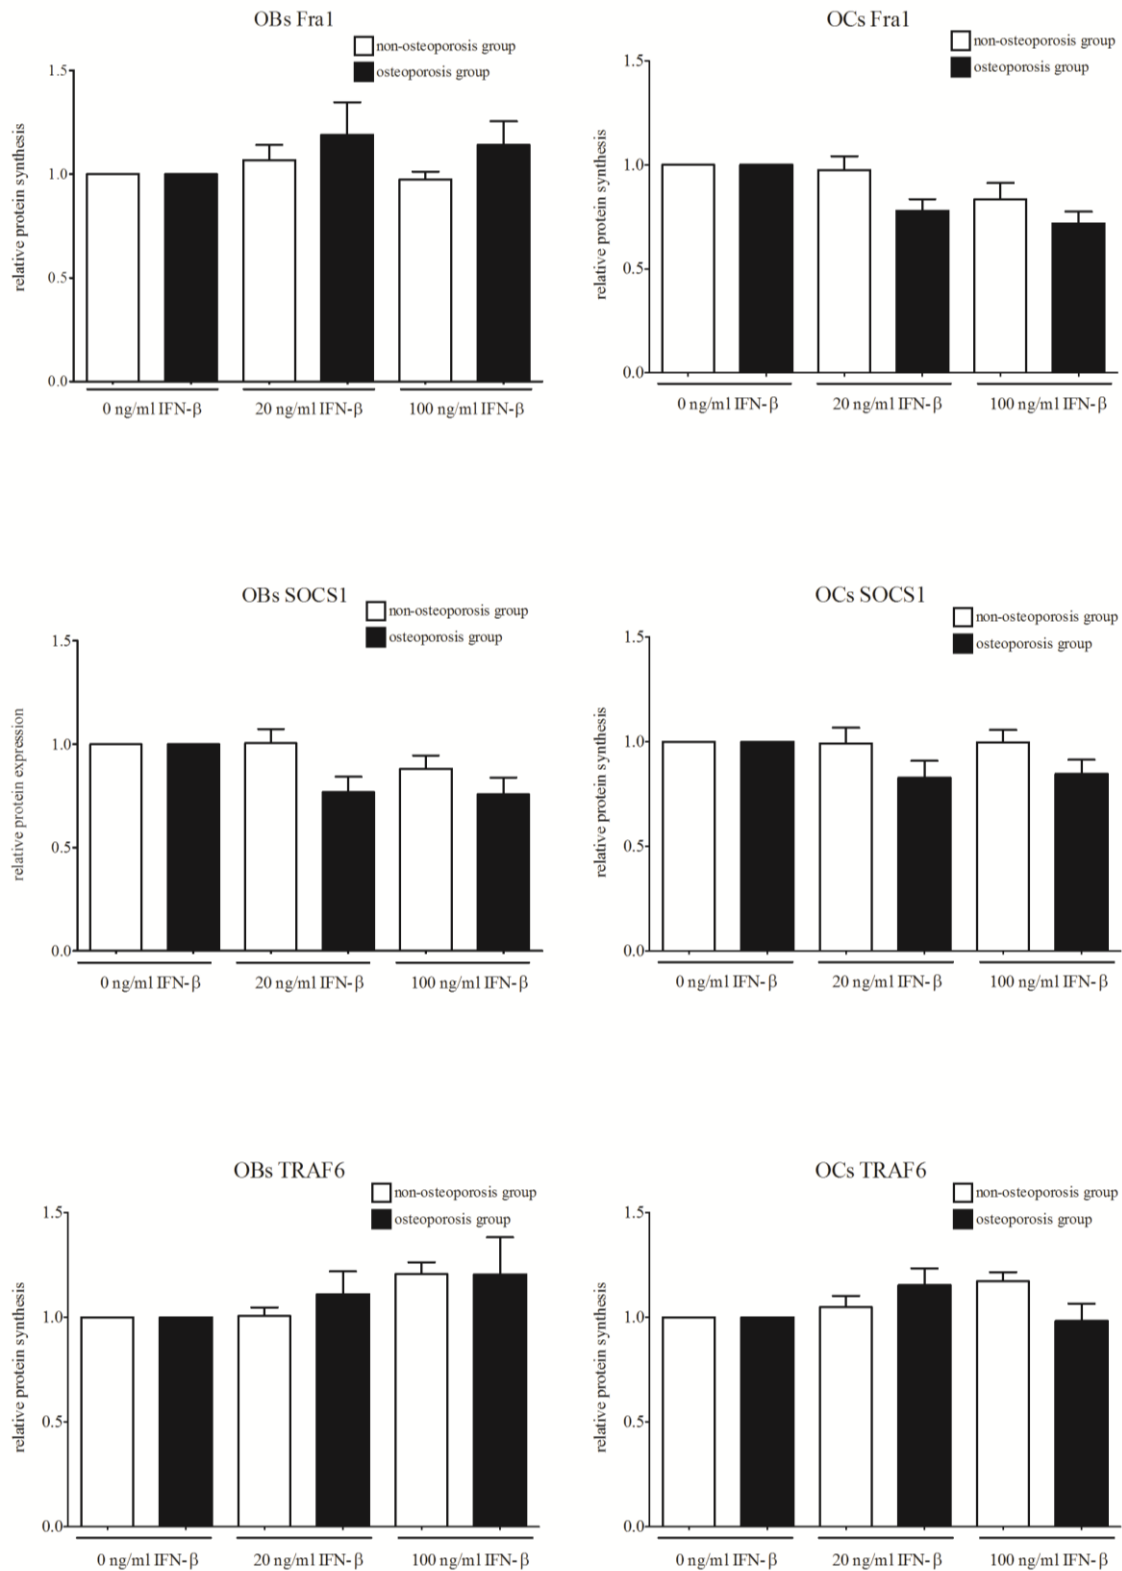 OBs Fra1
non-osteoporosis group
osteoporosis group
relative protein synthesis
1.5
1.0
0.5
0.0
0 ng/ml IFN-β
20 ng/ml IFN-β
100 ng/ml IFN-β
OCs Fra1
non-osteoporosis group
osteoporosis group
relative protein synthesis
1.5
1.0
0.5
0.0
0 ng/ml IFN-β
20 ng/ml IFN-β
100 ng/ml IFN-β
OBs SOCS1
non-osteoporosis group
osteoporosis group
relative protein expression
1.5
1.0
0.5
0.0
0 ng/ml IFN-β
20 ng/ml IFN-β
100 ng/ml IFN-β
OCs SOCS1
non-osteoporosis group
osteoporosis group
relative protein synthesis
1.5
1.0
0.5
0.0
0 ng/ml IFN-β
20 ng/ml IFN-β
100 ng/ml IFN-β
OBs TRAF6
non-osteoporosis group
osteoporosis group
relative protein synthesis
1.5
1.0
0.5
0.0
0 ng/ml IFN-β
20 ng/ml IFN-β
100 ng/ml IFN-β
OCs TRAF6
non-osteoporosis group
osteoporosis group
relative protein synthesis
1.5
1.0
0.5
0.0
0 ng/ml IFN-β
20 ng/ml IFN-β
100 ng/ml IFN-β